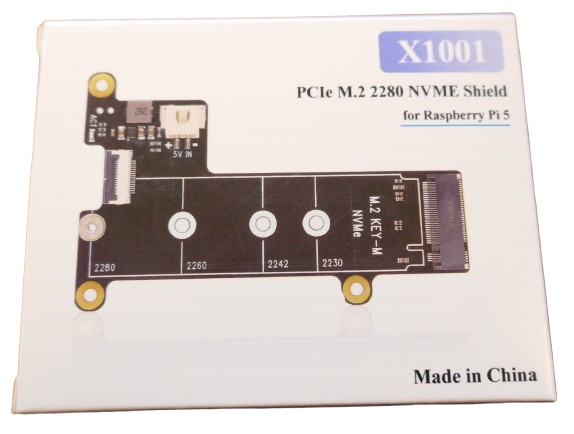 X1001
PCIe M.2 2280 NVME Shield
for Raspberry Pi 5
ACT
5V IN
M.2 KEY-M
NVMe
2280
2260
2242
2230
Made in China